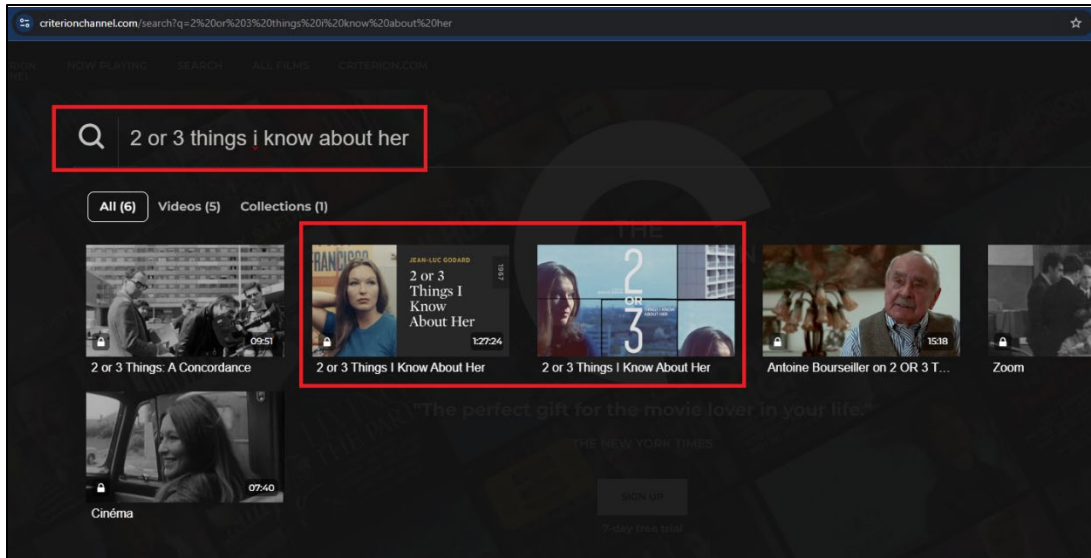 criterionchannel.com/search?q=2%20or%203%20things%20i%20know%20about%20her
NOW PLAYING SEARCH ALL FILMS CRITERION.COM
2 or 3 things i know about her
All (6) Videos (5) Collections (1)
THE
09:51
2 or 3 Things: A Concordance
JEAN-LUC GODARD
1967
2 or 3
Things I
Know
About Her
1:27:24
2 or 3 Things I Know About Her
2
OR
3
2 or 3 Things I Know About Her
15:18
Antoine Bourseiller on 2 OR 3 T...
Zoom
07:40
Cinéma
"The perfect gift for the movie lover in your life."
THE NEW YORK TIMES
SIGN UP
7-day free trial